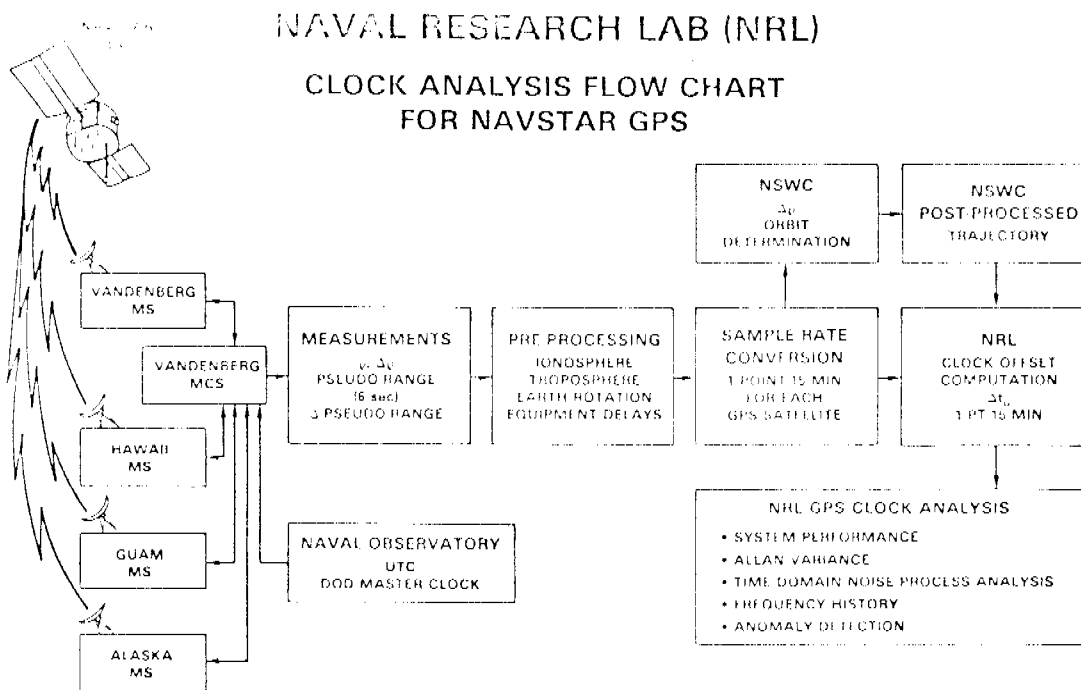 NAVAL RESEARCH LAB (NRL)
CLOCK ANALYSIS FLOW CHART
FOR NAVSTAR GPS
VANDENBERG
MS
VANDENBERG
MCS
HAWAII
MS
GUAM
MS
ALASKA
MS
NAVAL OBSERVATORY
UTC
DOD MASTER CLOCK
MEASUREMENTS
PSEUDO RANGE
(6 sec)
Δ PSEUDO RANGE
PRE PROCESSING
IONOSPHERE
TROPOSPHERE
EARTH ROTATION
EQUIPMENT DELAYS
SAMPLE RATE
CONVERSION
1 POINT 15 MIN
FOR EACH
GPS SATELLITE
NSWC
ORBIT
DETERMINATION
NSWC
POST-PROCESSED
TRAJECTORY
NRL
CLOCK OFFSET
COMPUTATION
1 PT 15 MIN
NRL GPS CLOCK ANALYSIS
• SYSTEM PERFORMANCE
• ALLAN VARIANCE
• TIME DOMAIN NOISE PROCESS ANALYSIS
• FREQUENCY HISTORY
• ANOMALY DETECTION